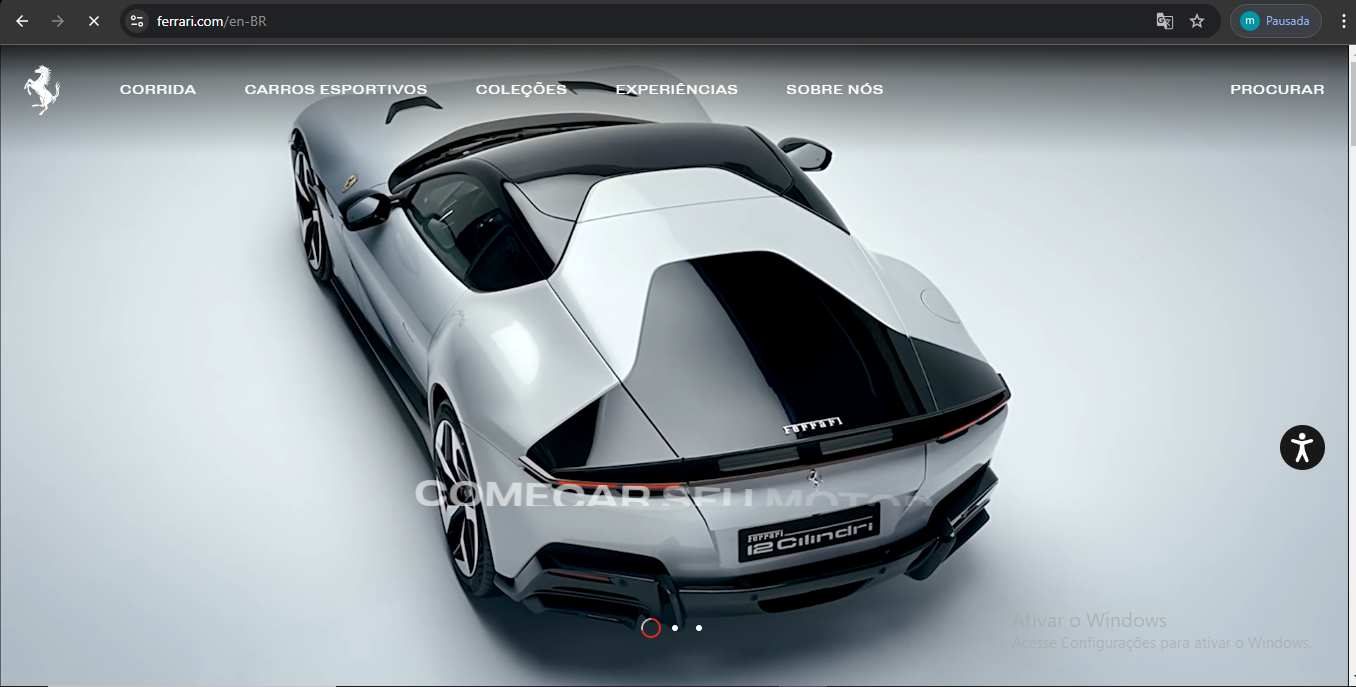 ferrari.com/en-BR
m Pausada
CORRIDA CARROS ESPORTIVOS COLEÇÕES EXPERIÊNCIAS SOBRE NÓS PROCURAR
Ferrari
COMEÇAR SEU MOTOR
Ferrari
12Cilindri
Ativar o Windows
Acesse Configurações para ativar o Windows.